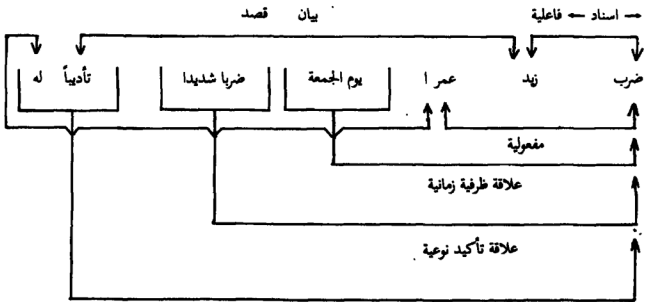 اسناد فاعلية بيان قصد
ضرب زيد عمرا يوم الجمعة ضربا شديدا تأديباً له
مفعولية
علاقة ظرفية زمانية
علاقة تأكيد نوعية